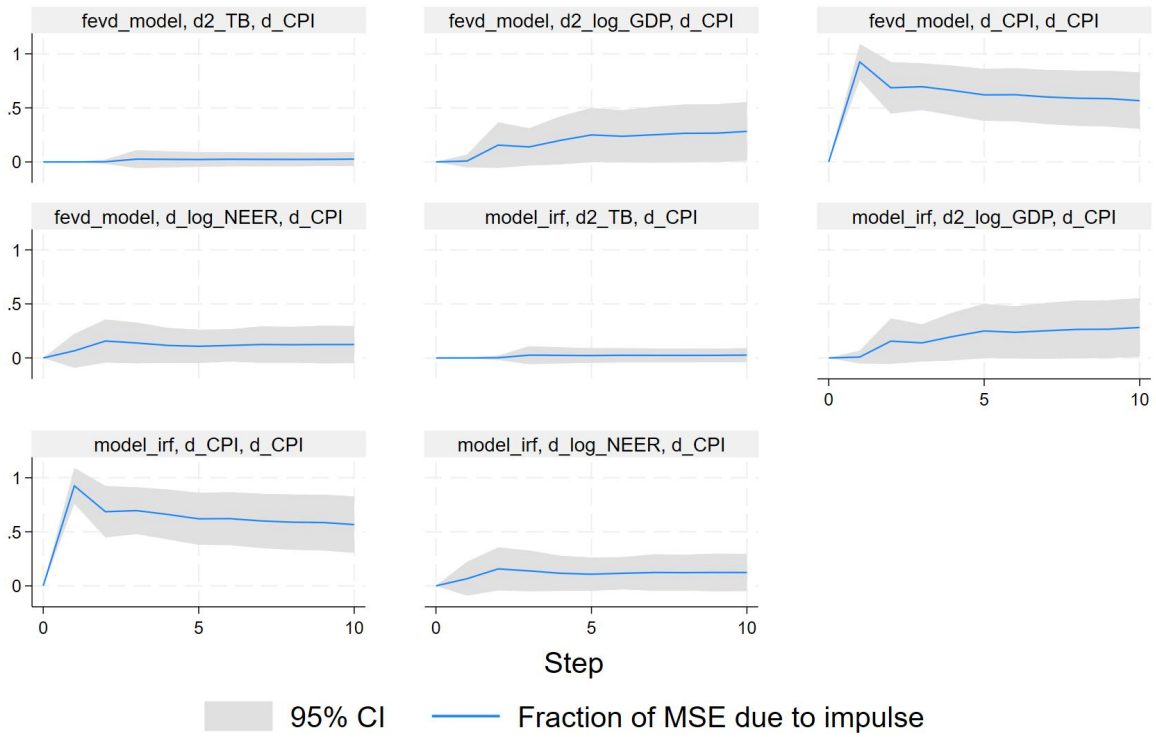 fevd_model, d2_TB, d_CPI
fevd_model, d2_log_GDP, d_CPI
fevd_model, d_CPI, d_CPI
1
.5
0
fevd_model, d_log_NEER, d_CPI
model_irf, d2_TB, d_CPI
model_irf, d2_log_GDP, d_CPI
1
.5
0
0 5 10
model_irf, d_CPI, d_CPI
model_irf, d_log_NEER, d_CPI
1
.5
0
0 5 10
0 5 10
Step
95% CI
Fraction of MSE due to impulse